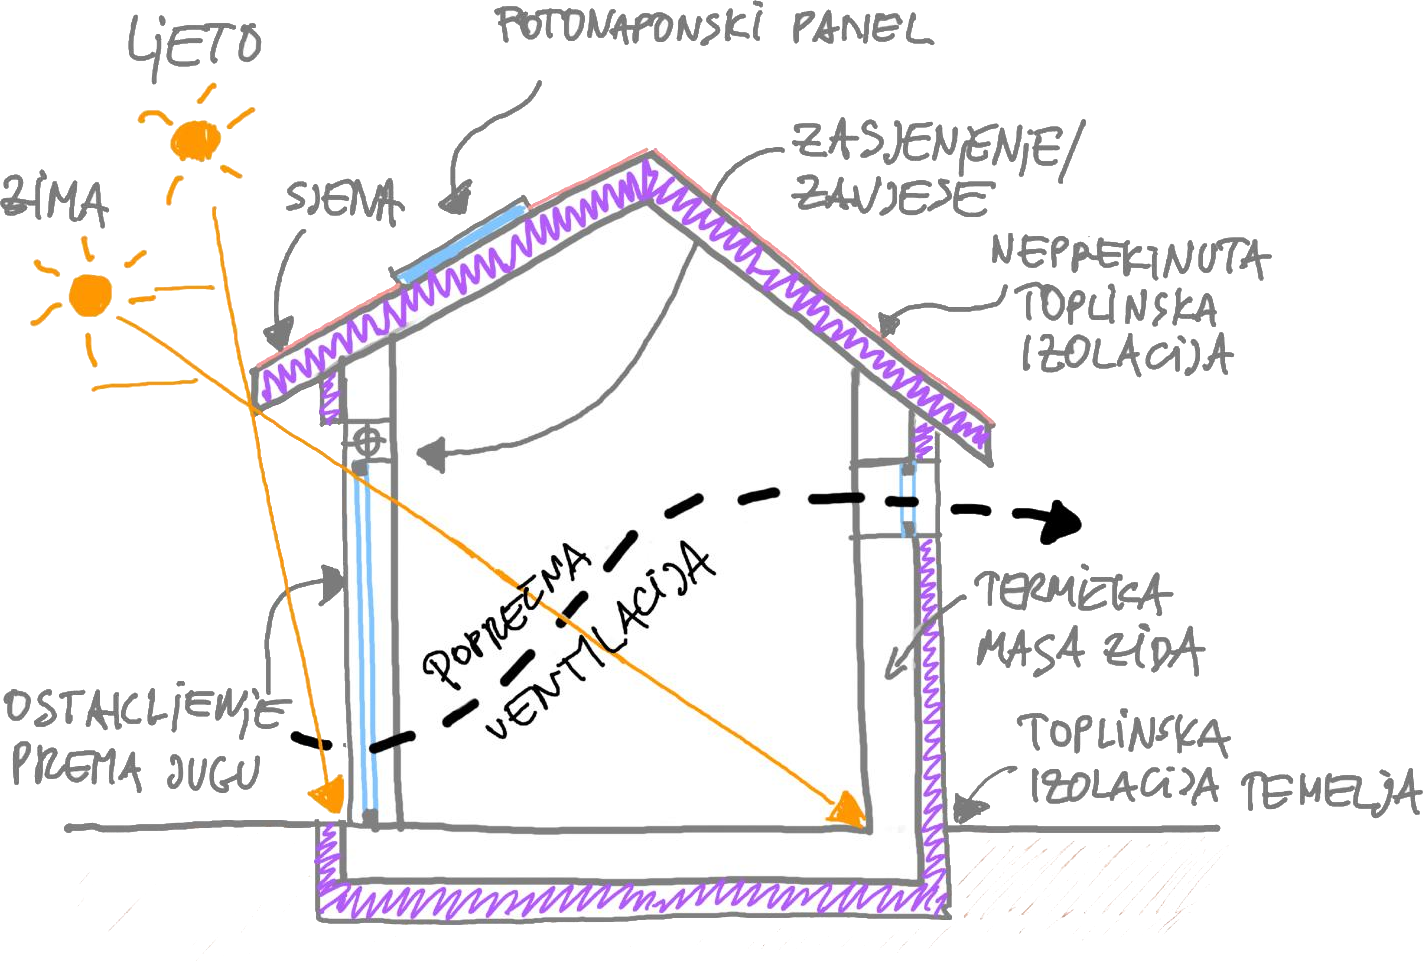 LJETO
FOTONAPONSKI PANEL
ZIMA
SJENA
ZASJENJENJE/
ZAVJESE
NEPREKINUTA
TOPLINSKA
IZOLACIJA
POPREČNA
VENTILACIJA
TERMIČKA
MASA ZIDA
OSTAKLJENJE
PREMA JUGU
TOPLINSKA
IZOLACIJA TEMELJA